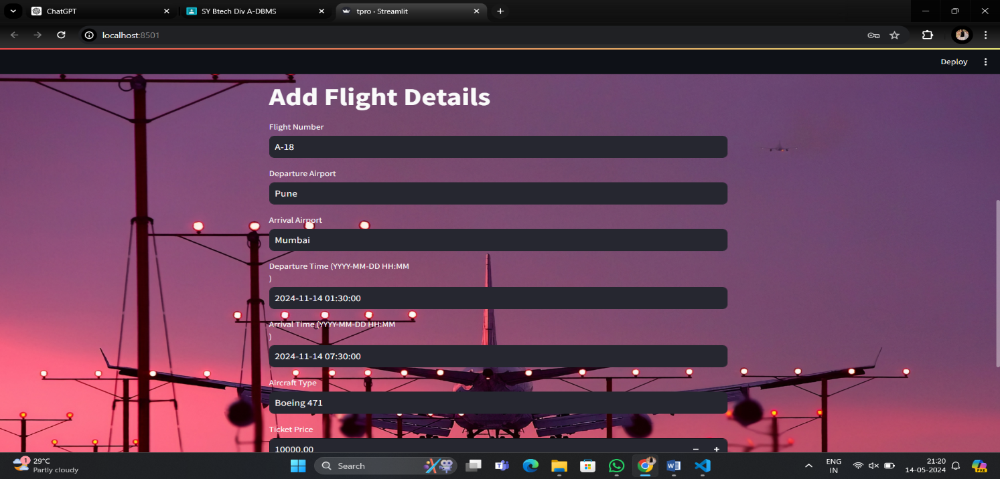 ChatGPT
SY Btech Div A-DBMS
tpro · Streamlit
localhost:8501
Deploy
Add Flight Details
Flight Number
A-18
Departure Airport
Pune
Arrival Airport
Mumbai
Departure Time (YYYY-MM-DD HH:MM
)
2024-11-14 01:30:00
Arrival Time (YYYY-MM-DD HH:MM
)
2024-11-14 07:30:00
Aircraft Type
Boeing 471
Ticket Price
10000.00
1
29°C
Partly cloudy
Search
ENG
IN
21:20
14-05-2024
PRE